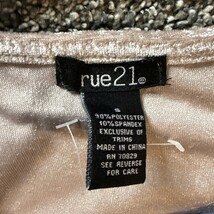 rue21®
S
90%POLYESTER
10%SPANDEX
EXCLUSIVE OF
TRIMS
MADE IN CHINA
RN 70829
SEE REVERSE
FOR CARE